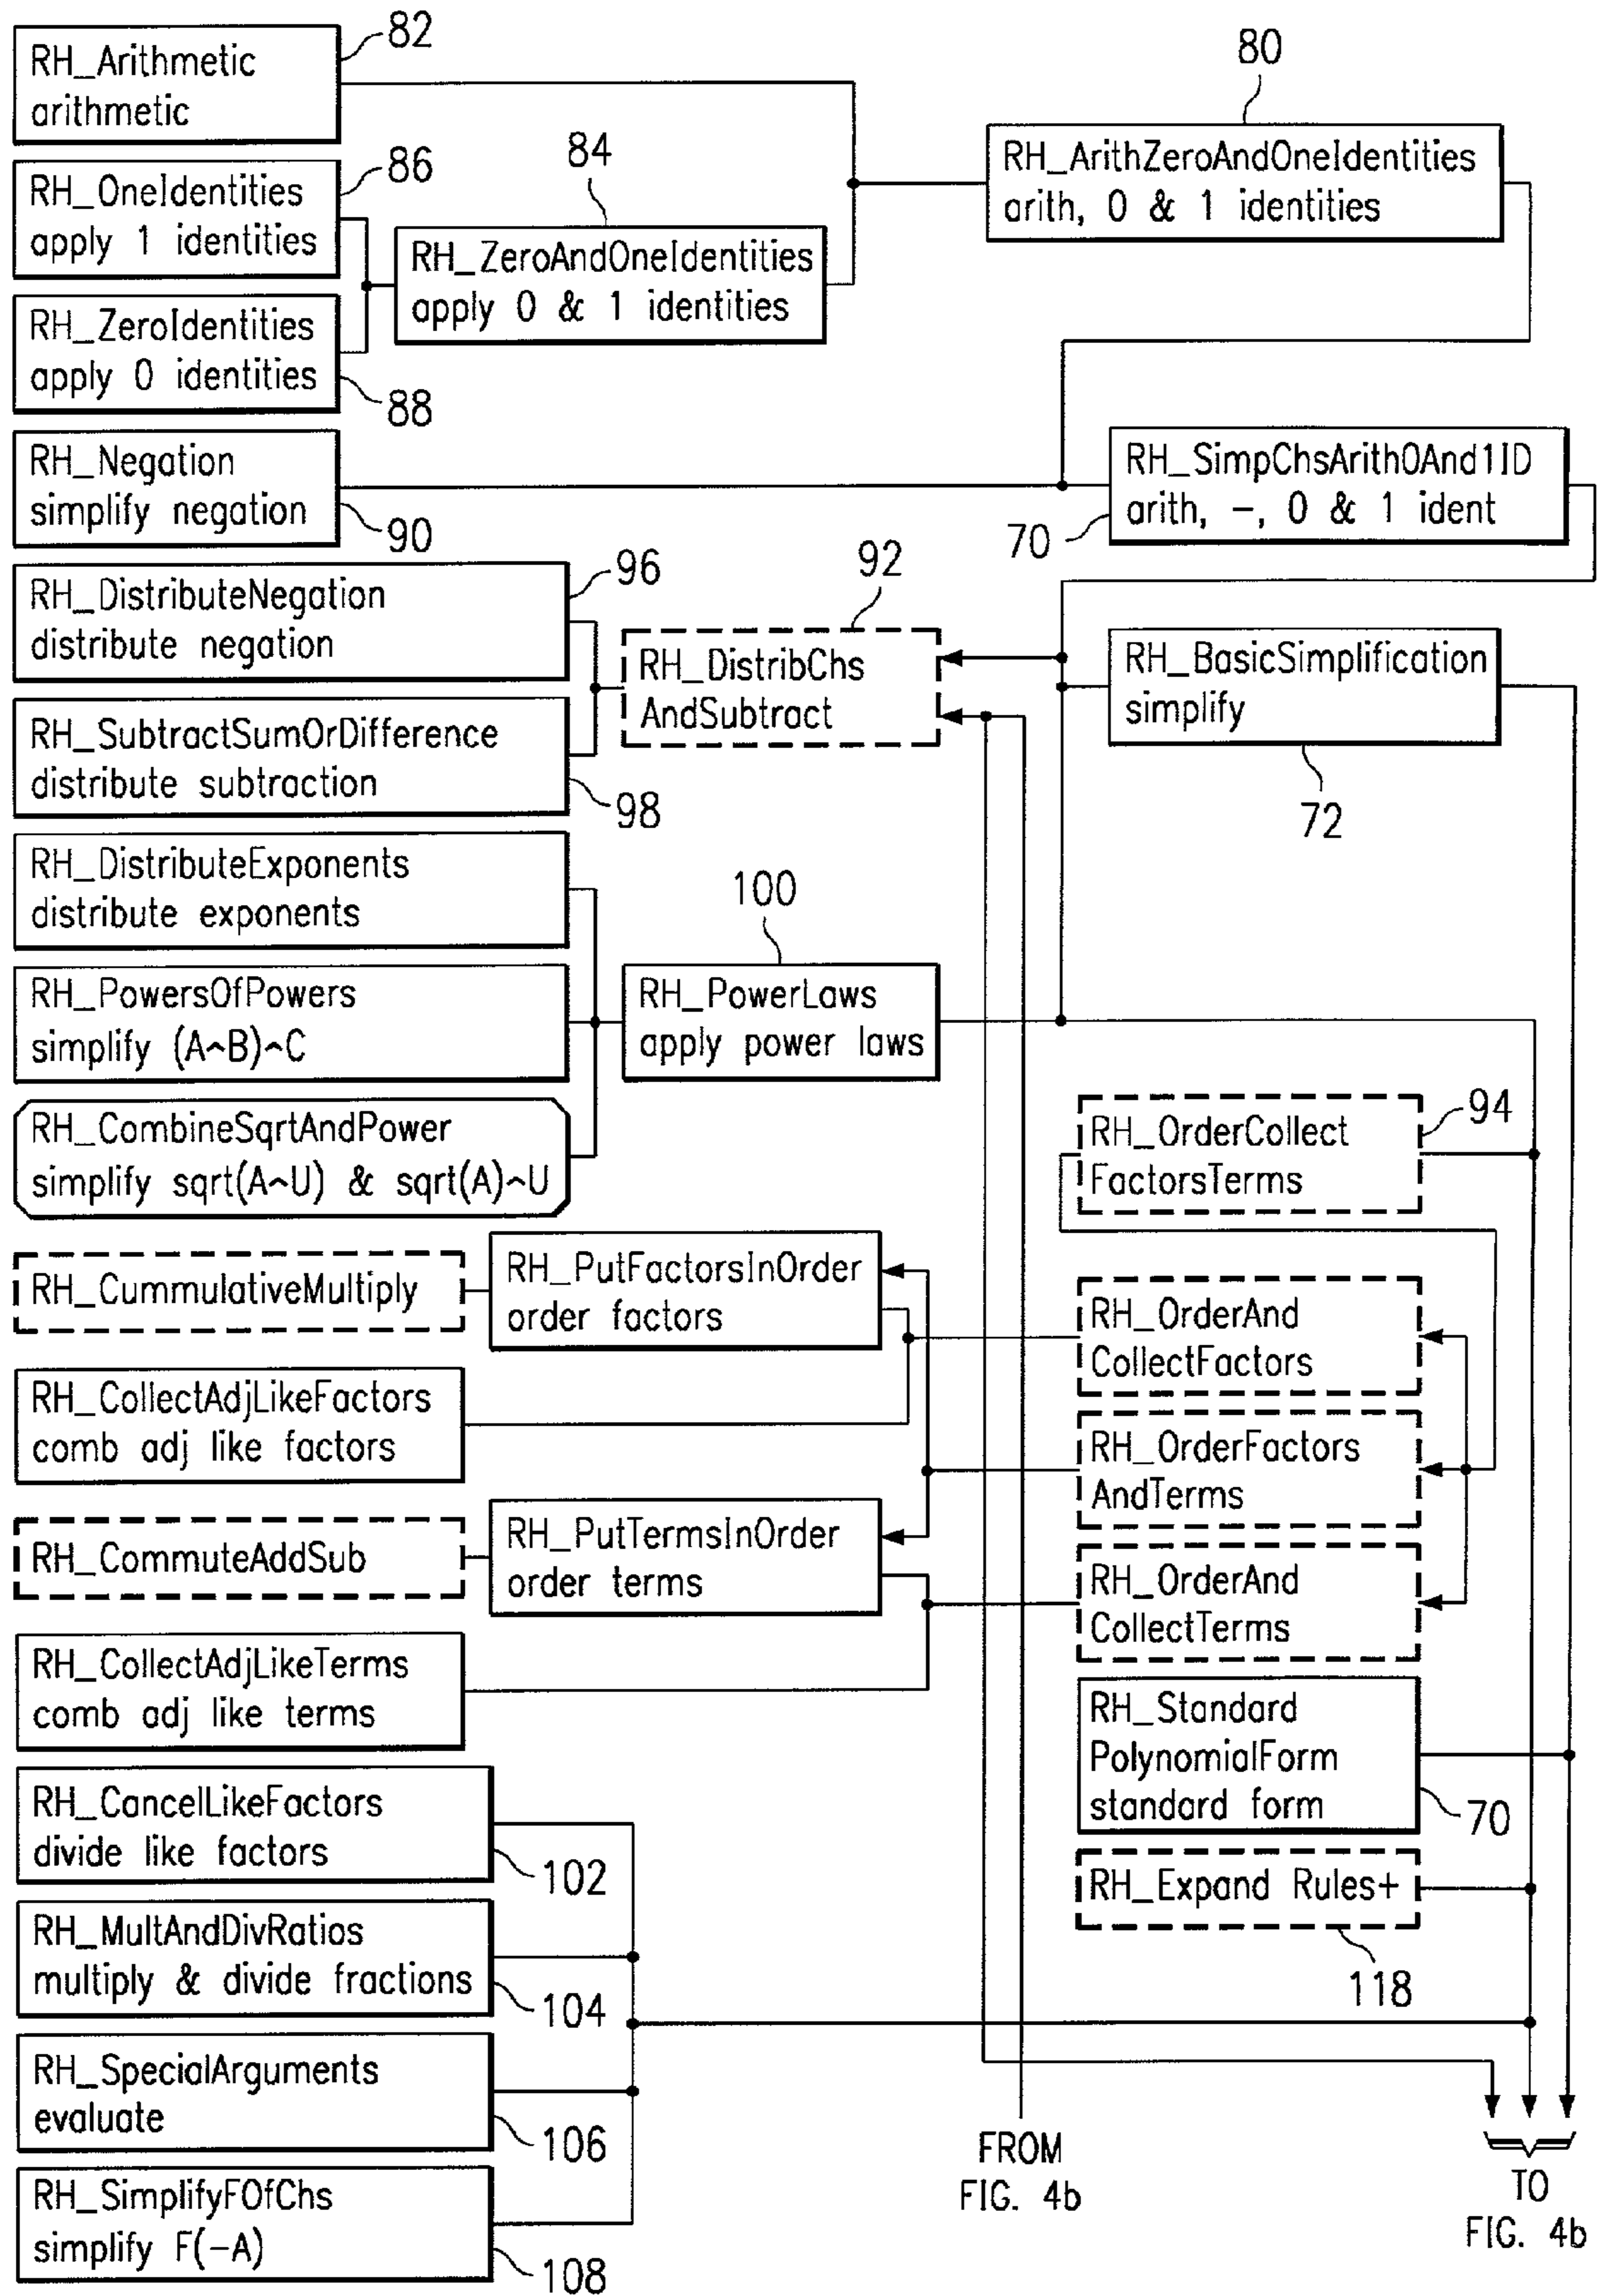 82
RH_Arithmetic
arithmetic
80
RH_ArithZeroAndOneIdentities
arith, 0 & 1 identities
86
RH_OneIdentities
apply 1 identities
84
RH_ZeroAndOneIdentities
apply 0 & 1 identities
RH_ZeroIdentities
apply 0 identities
88
RH_Negation
simplify negation
90
RH_SimpChsArith0And1ID
arith, –, 0 & 1 ident
70
96
RH_DistributeNegation
distribute negation
92
RH_DistribChs
AndSubtract
RH_BasicSimplification
simplify
72
RH_SubtractSumOrDifference
distribute subtraction
98
RH_DistributeExponents
distribute exponents
100
RH_PowersOfPowers
simplify (A^B)^C
RH_PowerLaws
apply power laws
RH_CombineSqrtAndPower
simplify sqrt(A^U) & sqrt(A)^U
94
RH_OrderCollect
FactorsTerms
RH_CummulativeMultiply
RH_PutFactorsInOrder
order factors
RH_OrderAnd
CollectFactors
RH_CollectAdjLikeFactors
comb adj like factors
RH_OrderFactors
AndTerms
RH_CommuteAddSub
RH_PutTermsInOrder
order terms
RH_OrderAnd
CollectTerms
RH_CollectAdjLikeTerms
comb adj like terms
RH_Standard
PolynomialForm
standard form
70
RH_CancelLikeFactors
divide like factors
102
RH_Expand Rules+
118
RH_MultAndDivRatios
multiply & divide fractions
104
RH_SpecialArguments
evaluate
106
RH_SimplifyFOfChs
simplify F(–A)
108
FROM
FIG. 4b
TO
FIG. 4b